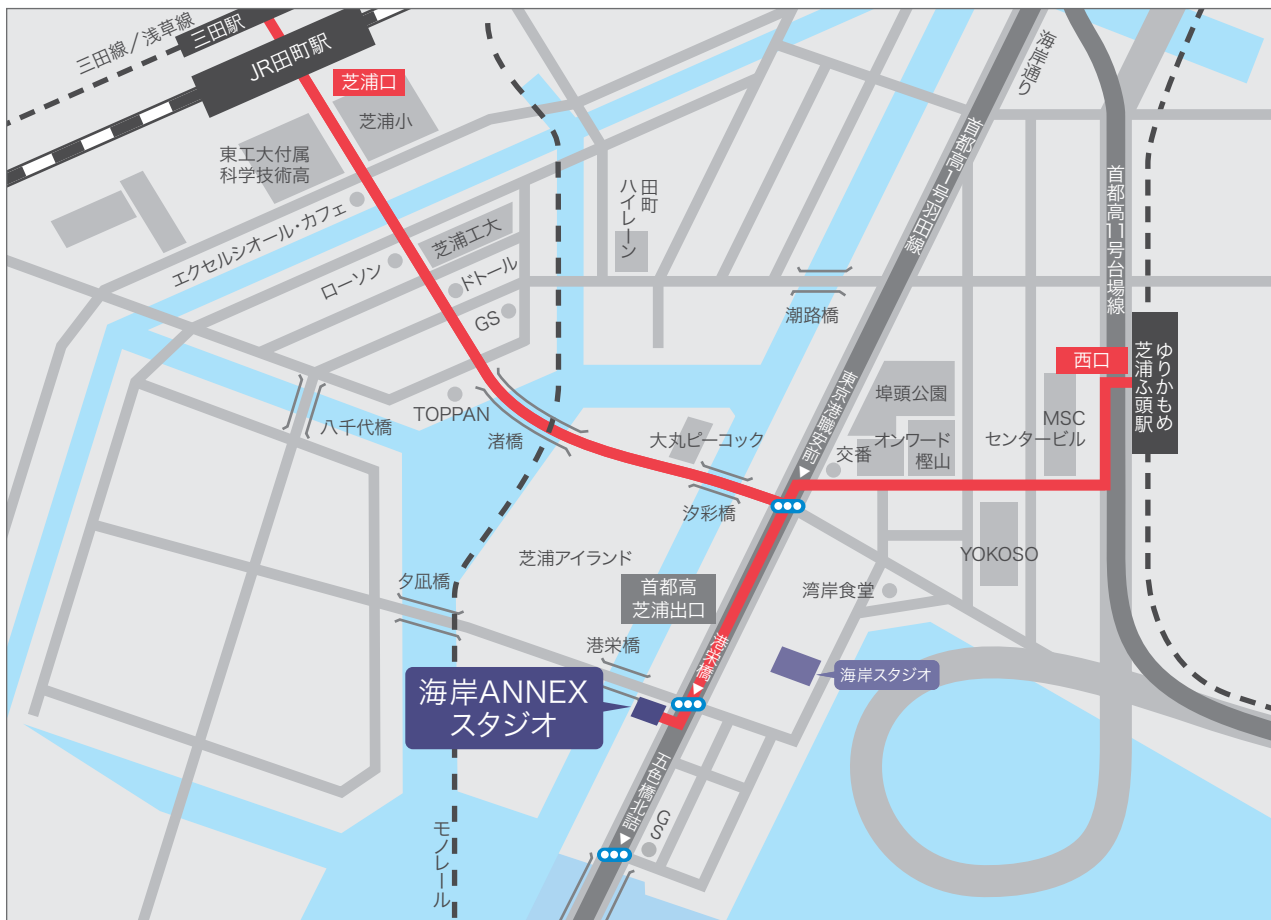 三田線／浅草線
三田駅
JR田町駅
芝浦口
芝浦小
東工大付属
科学技術高
エクセルシオール・カフェ
ローソン
芝浦工大
ドトール
GS
田町
ハイレーン
海岸通り
首都高1号羽田線
首都高11号台場線
潮路橋
西口
ゆりかもめ
芝浦ふ頭駅
八千代橋
TOPPAN
渚橋
大丸ピーコック
汐彩橋
東京港職安前
埠頭公園
交番
オンワード
樫山
MSC
センタービル
YOKOSO
湾岸食堂
芝浦アイランド
夕凪橋
首都高
芝浦出口
港栄橋
港栄橋
海岸スタジオ
海岸ANNEX
スタジオ
五色橋北詰
GS
モノレール